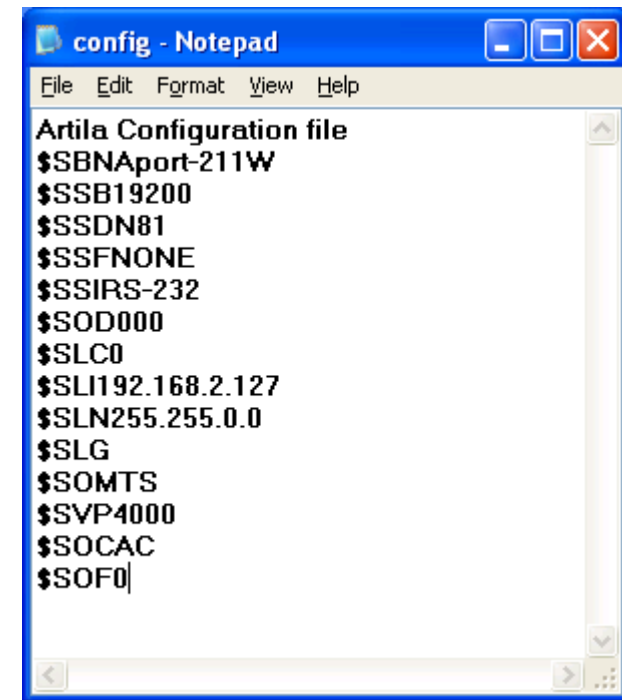 config - Notepad
File Edit Format View Help
Artila Configuration file
$SBNAport-211W
$SSB19200
$SSDN81
$SSFNONE
$SSIRS-232
$SOD000
$SLC0
$SLI192.168.2.127
$SLN255.255.0.0
$SLG
$SOMTS
$SVP4000
$SOCAC
$SOF0